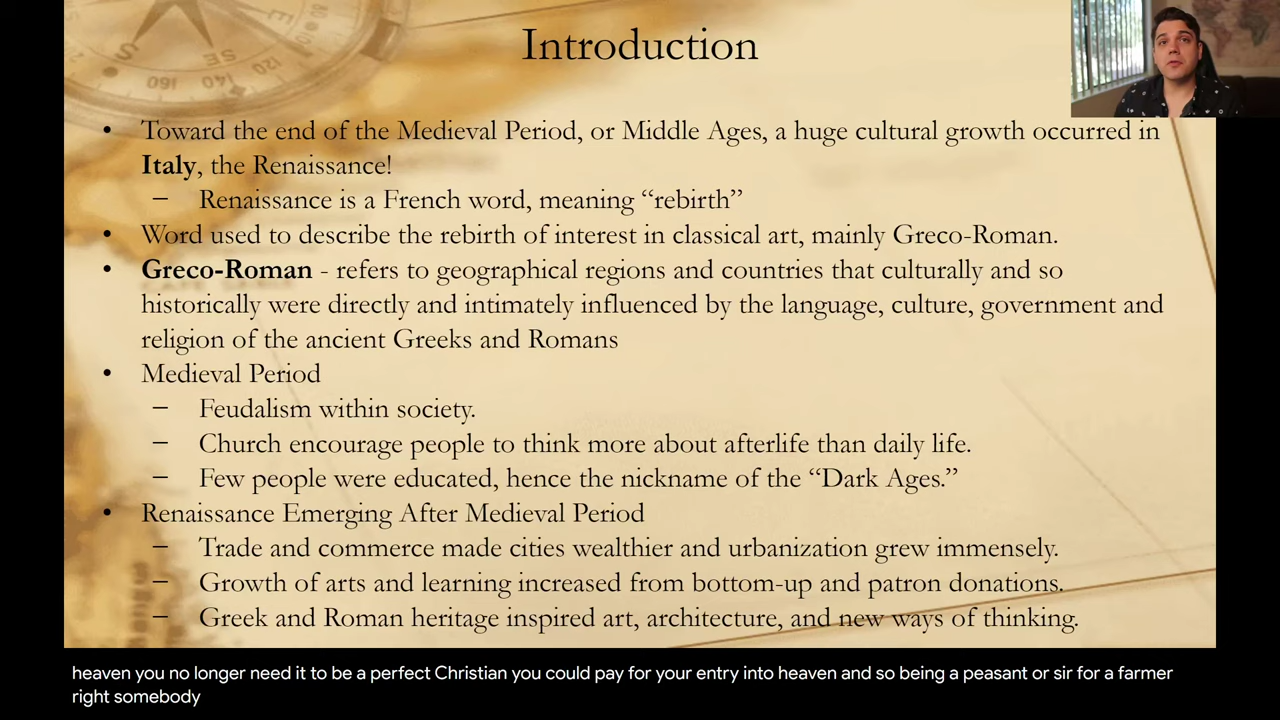 Introduction
• Toward the end of the Medieval Period, or Middle Ages, a huge cultural growth occurred in
Italy, the Renaissance!
– Renaissance is a French word, meaning “rebirth”
• Word used to describe the rebirth of interest in classical art, mainly Greco-Roman.
• Greco-Roman - refers to geographical regions and countries that culturally and so
historically were directly and intimately influenced by the language, culture, government and
religion of the ancient Greeks and Romans
• Medieval Period
– Feudalism within society.
– Church encourage people to think more about afterlife than daily life.
– Few people were educated, hence the nickname of the “Dark Ages.”
• Renaissance Emerging After Medieval Period
– Trade and commerce made cities wealthier and urbanization grew immensely.
– Growth of arts and learning increased from bottom-up and patron donations.
– Greek and Roman heritage inspired art, architecture, and new ways of thinking.
heaven you no longer need it to be a perfect Christian you could pay for your entry into heaven and so being a peasant or sir for a farmer
right somebody
S
SE
E
160
140
120